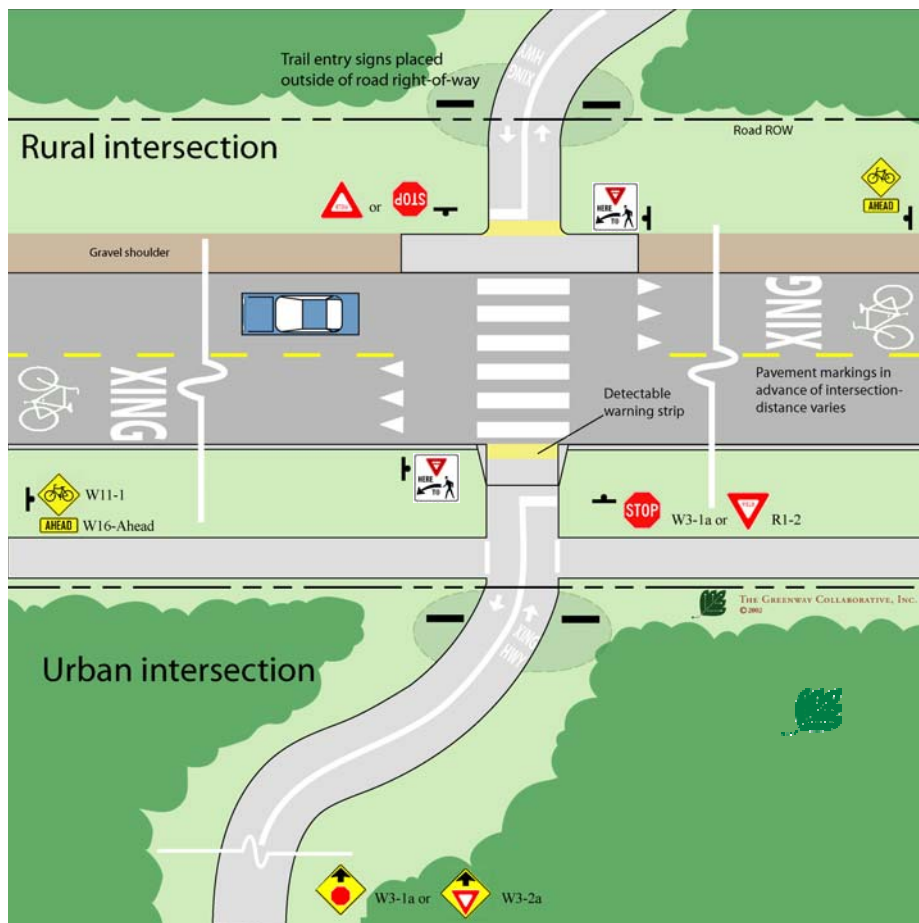 Trail entry signs placed
outside of road right-of-way
HWY
XING
Road ROW
Rural intersection
or
STOP
HERE
TO
AHEAD
Gravel shoulder
XING
XING
Pavement markings in
advance of intersection-
distance varies
Detectable
warning strip
HERE
TO
W11-1
AHEAD
W16-Ahead
STOP
W3-1a or
R1-2
THE GREENWAY COLLABORATIVE, INC.
©2002
XING
HWY
Urban intersection
W3-1a or
W3-2a